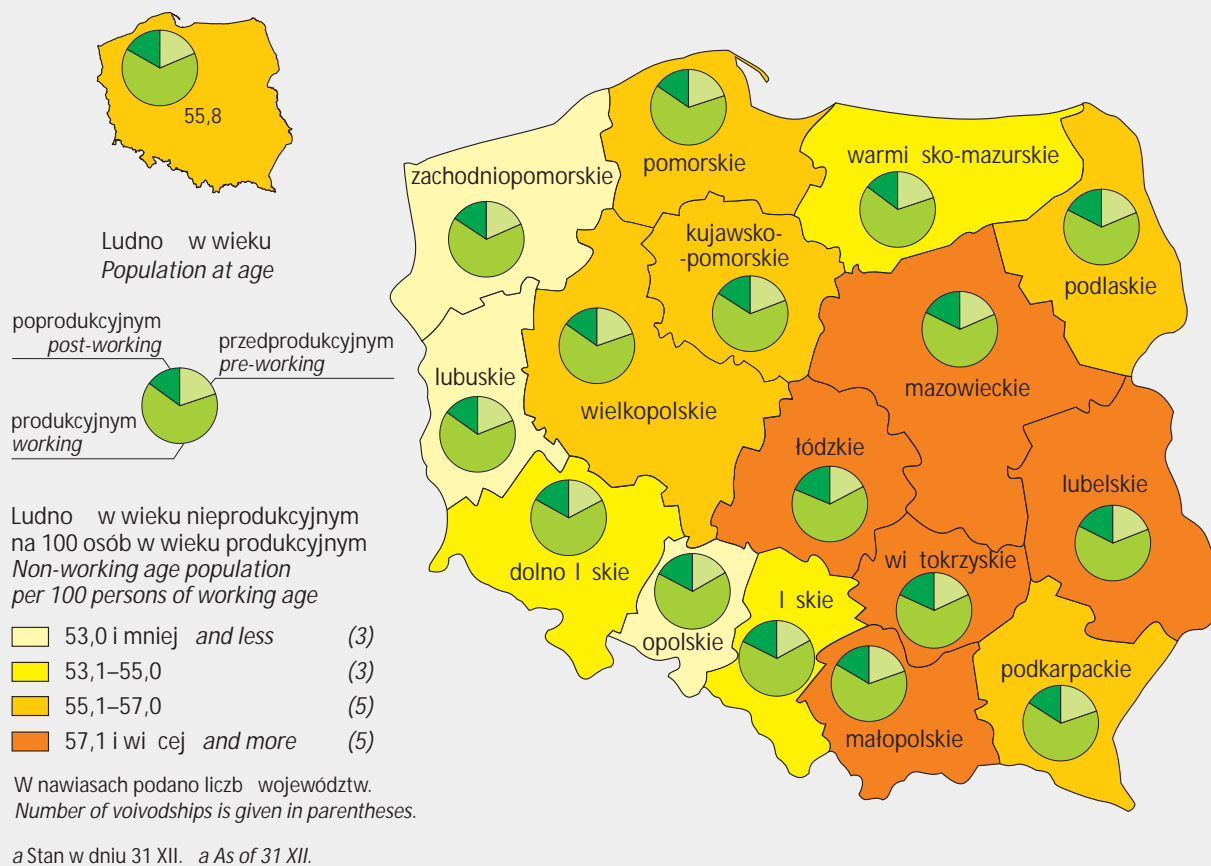 55,8
Ludno w wieku
Population at age
poprodukcyjnym
post-working
przedprodukcyjnym
pre-working
produkcyjnym
working
Ludno w wieku nieprodukcyjnym
na 100 osób w wieku produkcyjnym
Non-working age population
per 100 persons of working age
53,0 i mniej and less (3)
53,1–55,0 (3)
55,1–57,0 (5)
57,1 i wi cej and more (5)
W nawiasach podano liczb województw.
Number of voivodships is given in parentheses.
a Stan w dniu 31 XII. a As of 31 XII.
zachodniopomorskie
pomorskie
warmi sko-mazurskie
kujawsko-
-pomorskie
podlaskie
lubuskie
wielkopolskie
mazowieckie
łódzkie
lubelskie
dolno l skie
opolskie
l skie
wi tokrzyskie
małopolskie
podkarpackie